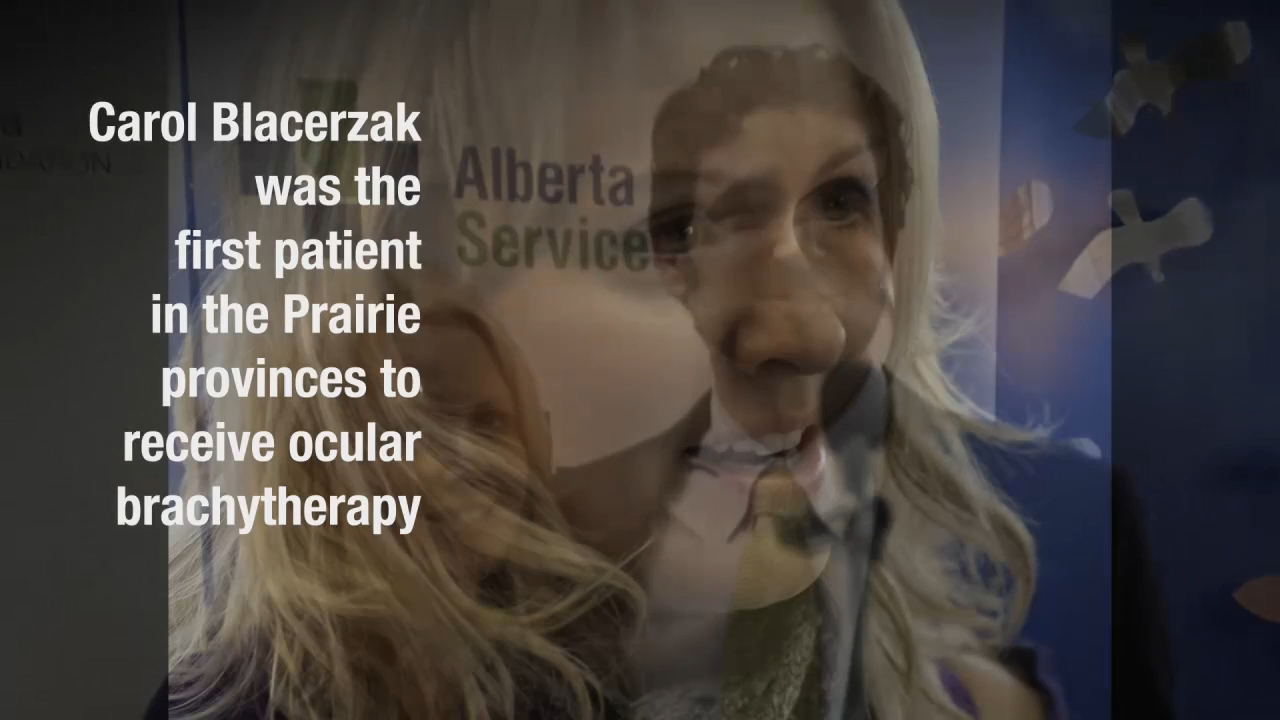 Carol Blacerzak
was the
first patient
in the Prairie
provinces to
receive ocular
brachytherapy
Alberta
Service